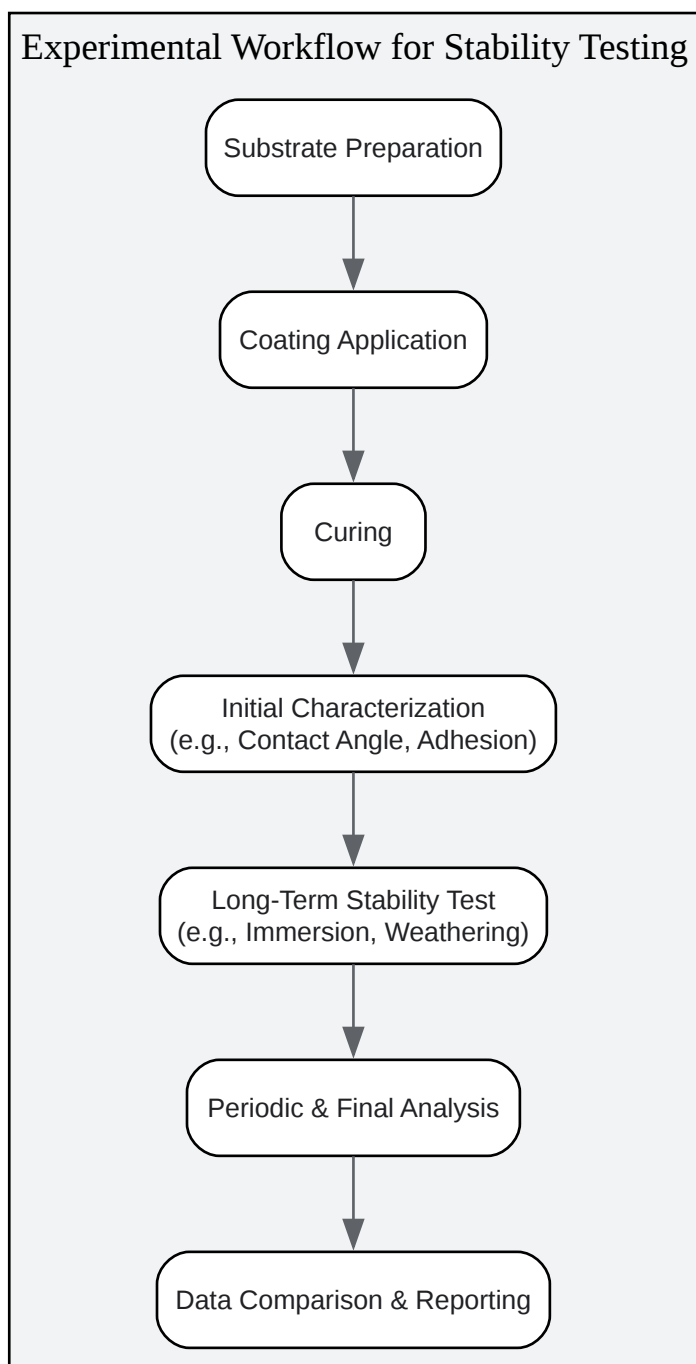 Experimental Workflow for Stability Testing
Substrate Preparation
Coating Application
Curing
Initial Characterization
(e.g., Contact Angle, Adhesion)
Long-Term Stability Test
(e.g., Immersion, Weathering)
Periodic & Final Analysis
Data Comparison & Reporting